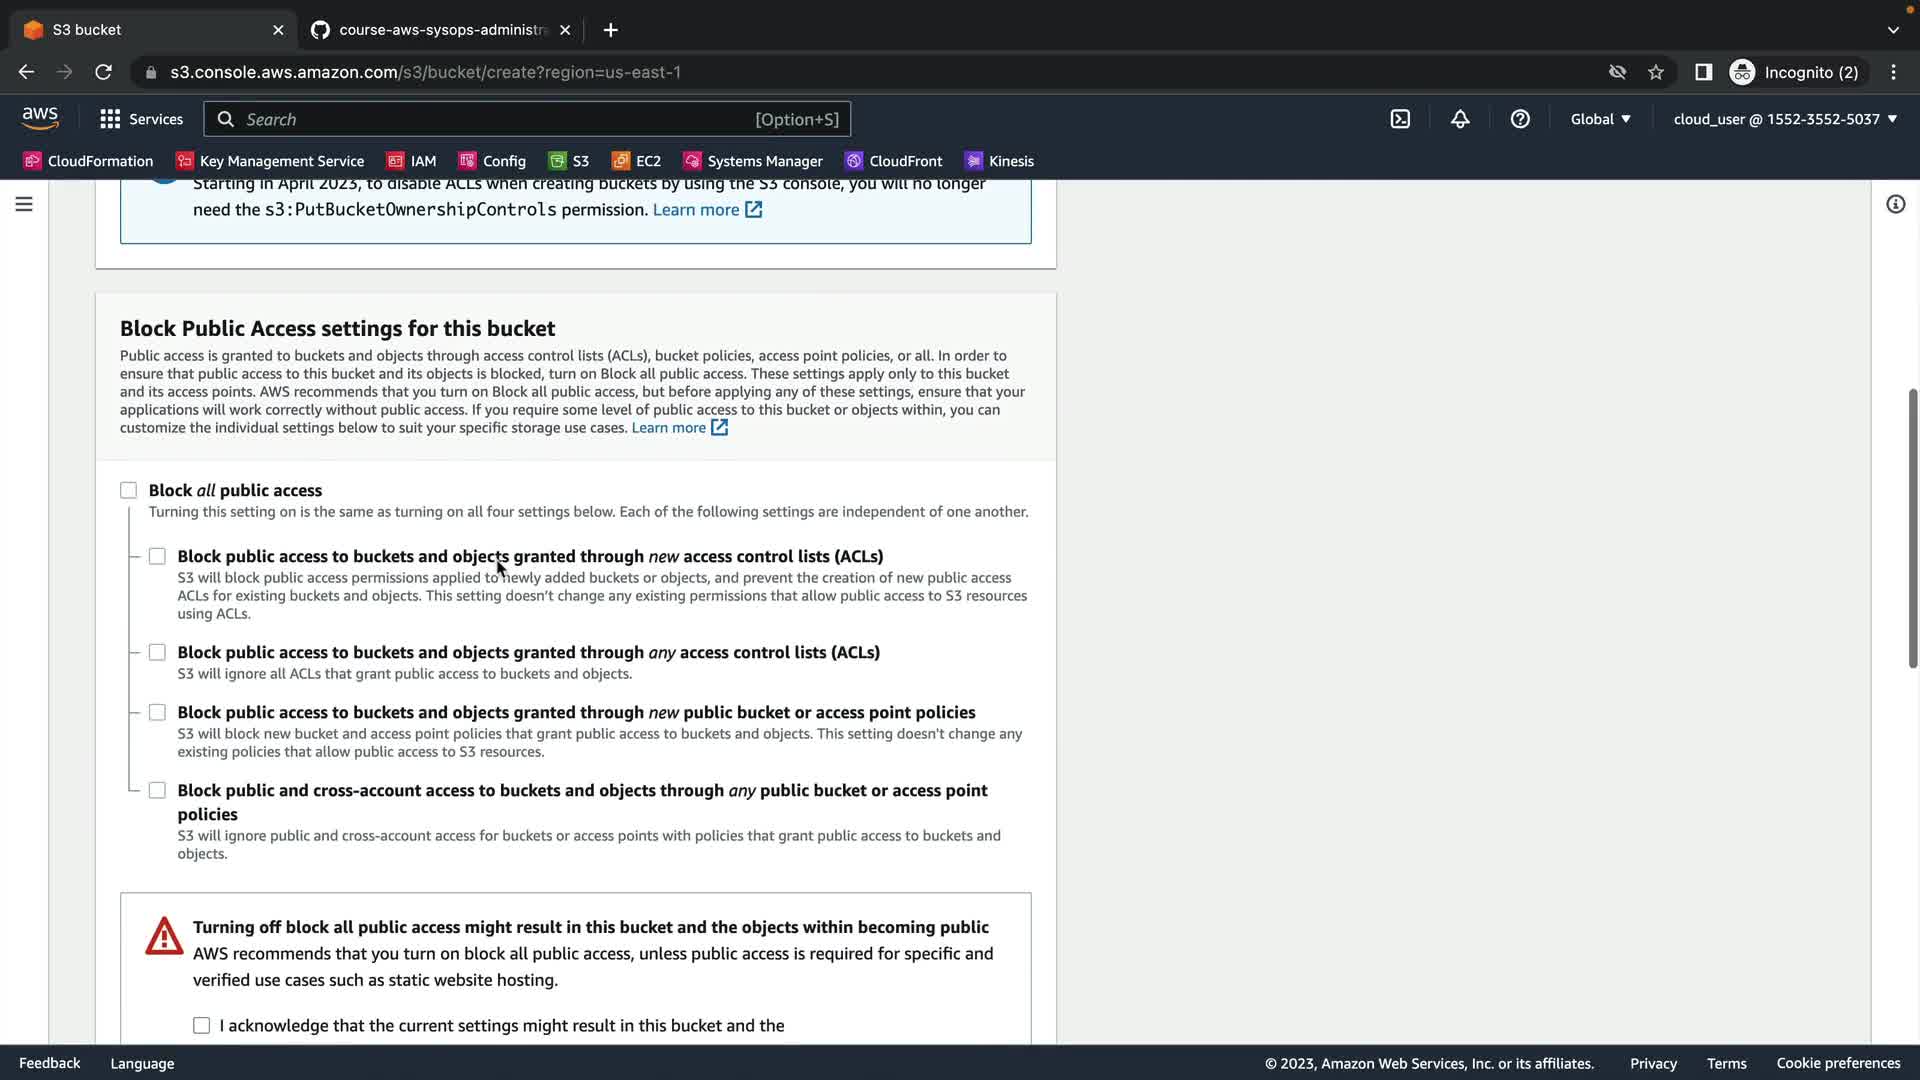 S3 bucket
course-aws-sysops-administr
s3.console.aws.amazon.com/s3/bucket/create?region=us-east-1
Incognito (2)
aws
Services
Search
[Option+S]
Global
cloud_user @ 1552-3552-5037
CloudFormation
Key Management Service
IAM
Config
S3
EC2
Systems Manager
CloudFront
Kinesis
Starting in April 2023, to disable ACLs when creating buckets by using the S3 console, you will no longer
need the s3:PutBucketOwnershipControls permission. Learn more
Block Public Access settings for this bucket
Public access is granted to buckets and objects through access control lists (ACLs), bucket policies, access point policies, or all. In order to
ensure that public access to this bucket and its objects is blocked, turn on Block all public access. These settings apply only to this bucket
and its access points. AWS recommends that you turn on Block all public access, but before applying any of these settings, ensure that your
applications will work correctly without public access. If you require some level of public access to this bucket or objects within, you can
customize the individual settings below to suit your specific storage use cases. Learn more
Block all public access
Turning this setting on is the same as turning on all four settings below. Each of the following settings are independent of one another.
Block public access to buckets and objects granted through new access control lists (ACLs)
S3 will block public access permissions applied to newly added buckets or objects, and prevent the creation of new public access
ACLs for existing buckets and objects. This setting doesn't change any existing permissions that allow public access to S3 resources
using ACLs.
Block public access to buckets and objects granted through any access control lists (ACLs)
S3 will ignore all ACLs that grant public access to buckets and objects.
Block public access to buckets and objects granted through new public bucket or access point policies
S3 will block new bucket and access point policies that grant public access to buckets and objects. This setting doesn't change any
existing policies that allow public access to S3 resources.
Block public and cross-account access to buckets and objects through any public bucket or access point
policies
S3 will ignore public and cross-account access for buckets or access points with policies that grant public access to buckets and
objects.
Turning off block all public access might result in this bucket and the objects within becoming public
AWS recommends that you turn on block all public access, unless public access is required for specific and
verified use cases such as static website hosting.
I acknowledge that the current settings might result in this bucket and the
Feedback
Language
© 2023, Amazon Web Services, Inc. or its affiliates.
Privacy
Terms
Cookie preferences